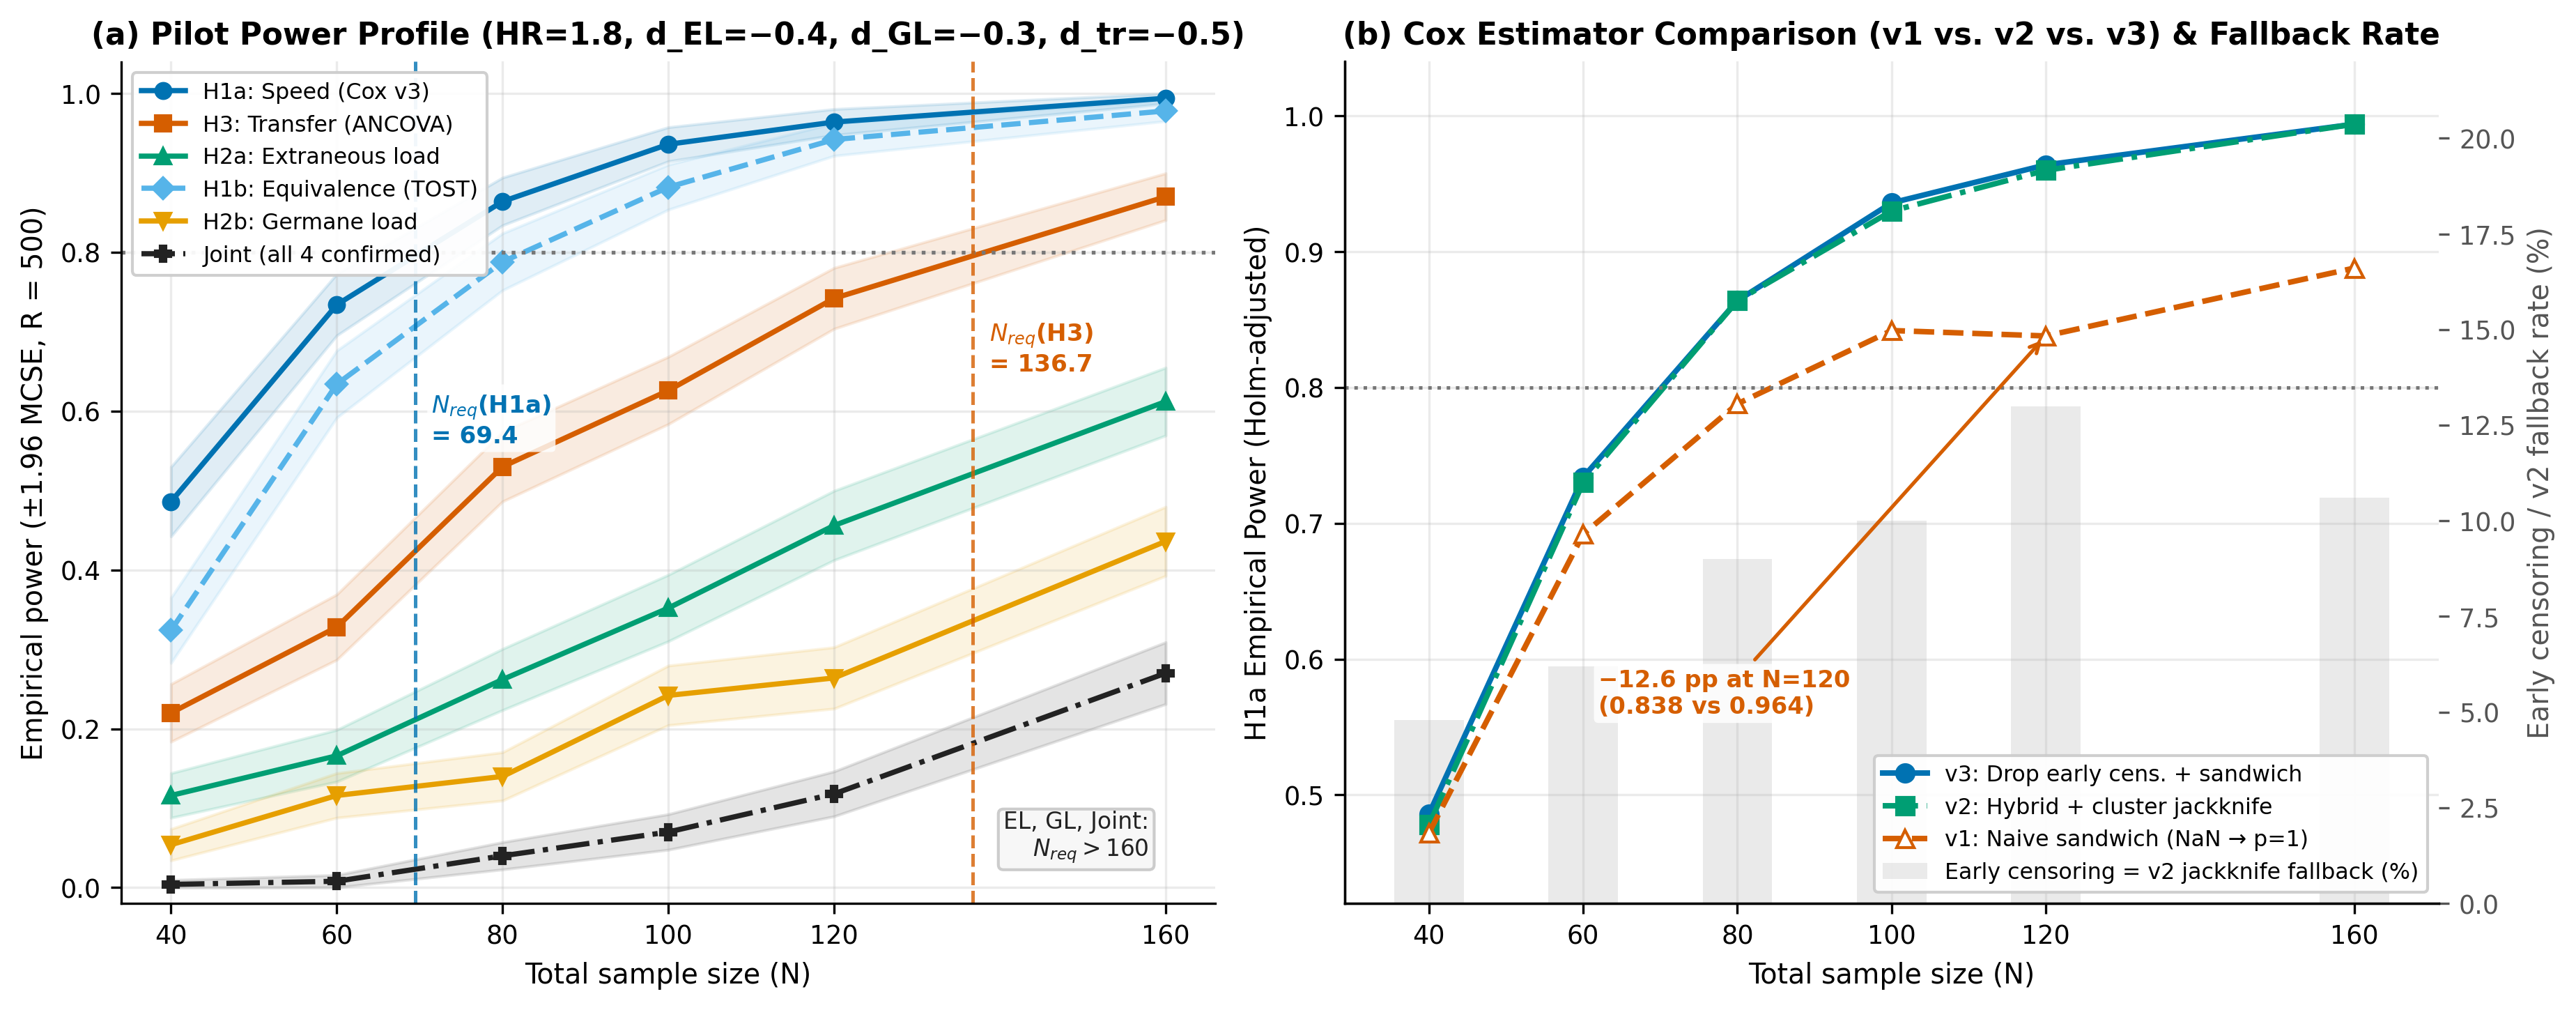 (a) Pilot Power Profile (HR=1.8, d_EL=−0.4, d_GL=−0.3, d_tr=−0.5)
Empirical power (±1.96 MCSE, R = 500)
1.0
0.8
0.6
0.4
0.2
0.0
H1a: Speed (Cox v3)
H3: Transfer (ANCOVA)
H2a: Extraneous load
H1b: Equivalence (TOST)
H2b: Germane load
Joint (all 4 confirmed)
N_req(H1a)
= 69.4
N_req(H3)
= 136.7
EL, GL, Joint:
N_req > 160
40 60 80 100 120 160
Total sample size (N)
(b) Cox Estimator Comparison (v1 vs. v2 vs. v3) & Fallback Rate
H1a Empirical Power (Holm-adjusted)
1.0
0.9
0.8
0.7
0.6
0.5
−12.6 pp at N=120
(0.838 vs 0.964)
v3: Drop early cens. + sandwich
v2: Hybrid + cluster jackknife
v1: Naive sandwich (NaN → p=1)
Early censoring = v2 jackknife fallback (%)
20.0
17.5
15.0
12.5
10.0
7.5
5.0
2.5
0.0
Early censoring / v2 fallback rate (%)
40 60 80 100 120 160
Total sample size (N)